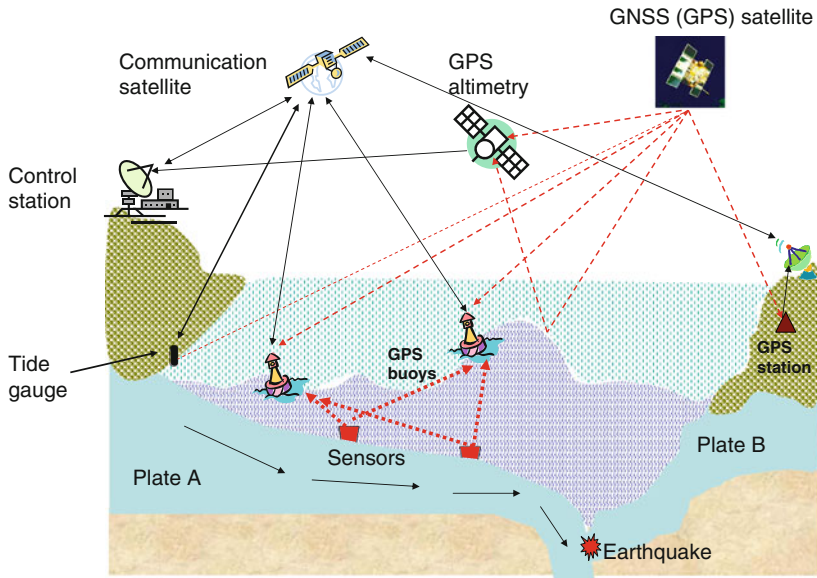 GNSS (GPS) satellite
Communication
satellite
GPS
altimetry
Control
station
Tide
gauge
GPS
buoys
GPS
station
Sensors
Plate A
Plate B
Earthquake